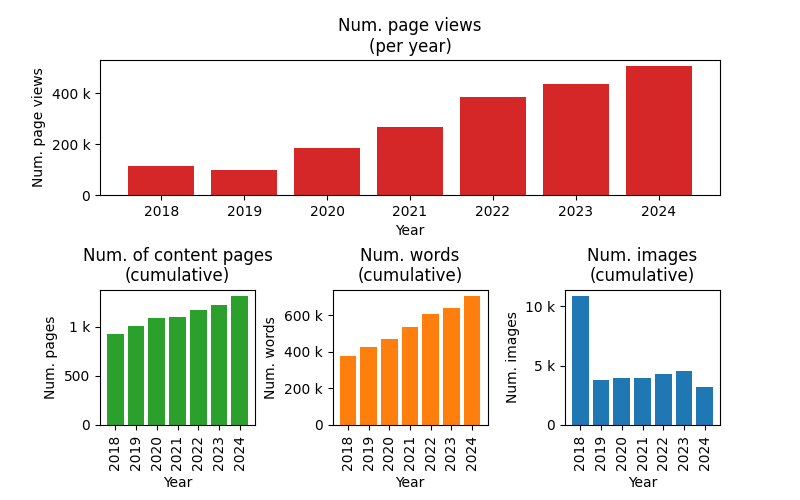 Num. page views
(per year)
Num. page views
400 k
200 k
0
2018 2019 2020 2021 2022 2023 2024
Year
Num. of content pages
(cumulative)
Num. pages
1 k
500
0
2018 2019 2020 2021 2022 2023 2024
Year
Num. words
(cumulative)
Num. words
600 k
400 k
200 k
0
2018 2019 2020 2021 2022 2023 2024
Year
Num. images
(cumulative)
Num. images
10 k
5 k
0
2018 2019 2020 2021 2022 2023 2024
Year